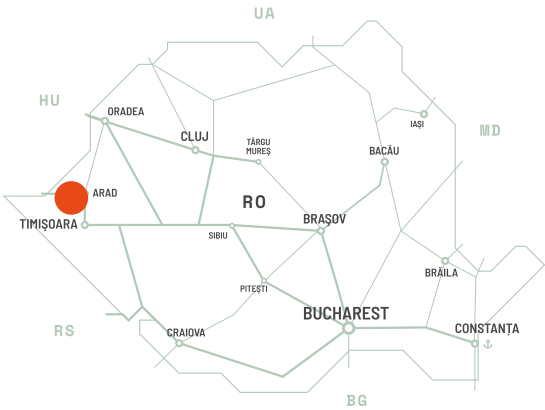 UA
HU
ORADEA
IAȘI
MD
CLUJ
TÂRGU
MUREȘ
BACĂU
ARAD
RO
TIMIȘOARA
BRAȘOV
SIBIU
BRĂILA
PITEȘTI
BUCHAREST
RS
CRAIOVA
CONSTANȚA
BG